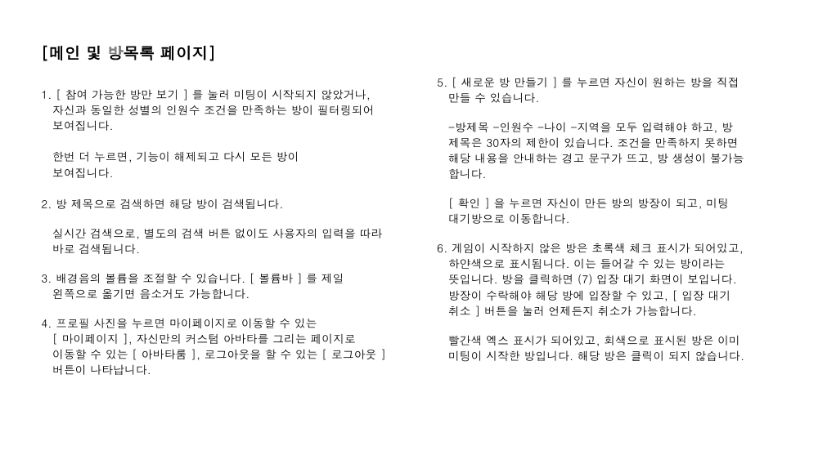 [메인 및 방목록 페이지]
1. [ 참여 가능한 방만 보기 ] 를 눌러 미팅이 시작되지 않았거나,
자신과 동일한 성별의 인원수 조건을 만족하는 방이 필터링되어
보여집니다.
한번 더 누르면, 기능이 해제되고 다시 모든 방이
보여집니다.
2. 방 제목으로 검색하면 해당 방이 검색됩니다.
실시간 검색으로, 별도의 검색 버튼 없이도 사용자의 입력을 따라
바로 검색됩니다.
3. 배경음의 볼륨을 조절할 수 있습니다. [ 볼륨바 ] 를 제일
왼쪽으로 옮기면 음소거도 가능합니다.
4. 프로필 사진을 누르면 마이페이지로 이동할 수 있는
[ 마이페이지 ], 자신만의 커스텀 아바타를 그리는 페이지로
이동할 수 있는 [ 아바타룸 ], 로그아웃을 할 수 있는 [ 로그아웃 ]
버튼이 나타납니다.
5. [ 새로운 방 만들기 ] 를 누르면 자신이 원하는 방을 직접
만들 수 있습니다.
-방제목 -인원수 -나이 -지역을 모두 입력해야 하고, 방
제목은 30자의 제한이 있습니다. 조건을 만족하지 못하면
해당 내용을 안내하는 경고 문구가 뜨고, 방 생성이 불가능
합니다.
[ 확인 ] 을 누르면 자신이 만든 방의 방장이 되고, 미팅
대기방으로 이동합니다.
6. 게임이 시작하지 않은 방은 초록색 체크 표시가 되어있고,
하얀색으로 표시됩니다. 이는 들어갈 수 있는 방이라는
뜻입니다. 방을 클릭하면 (7) 입장 대기 화면이 보입니다.
방장이 수락해야 해당 방에 입장할 수 있고, [ 입장 대기
취소 ] 버튼을 눌러 언제든지 취소가 가능합니다.
빨간색 엑스 표시가 되어있고, 회색으로 표시된 방은 이미
미팅이 시작한 방입니다. 해당 방은 클릭이 되지 않습니다.